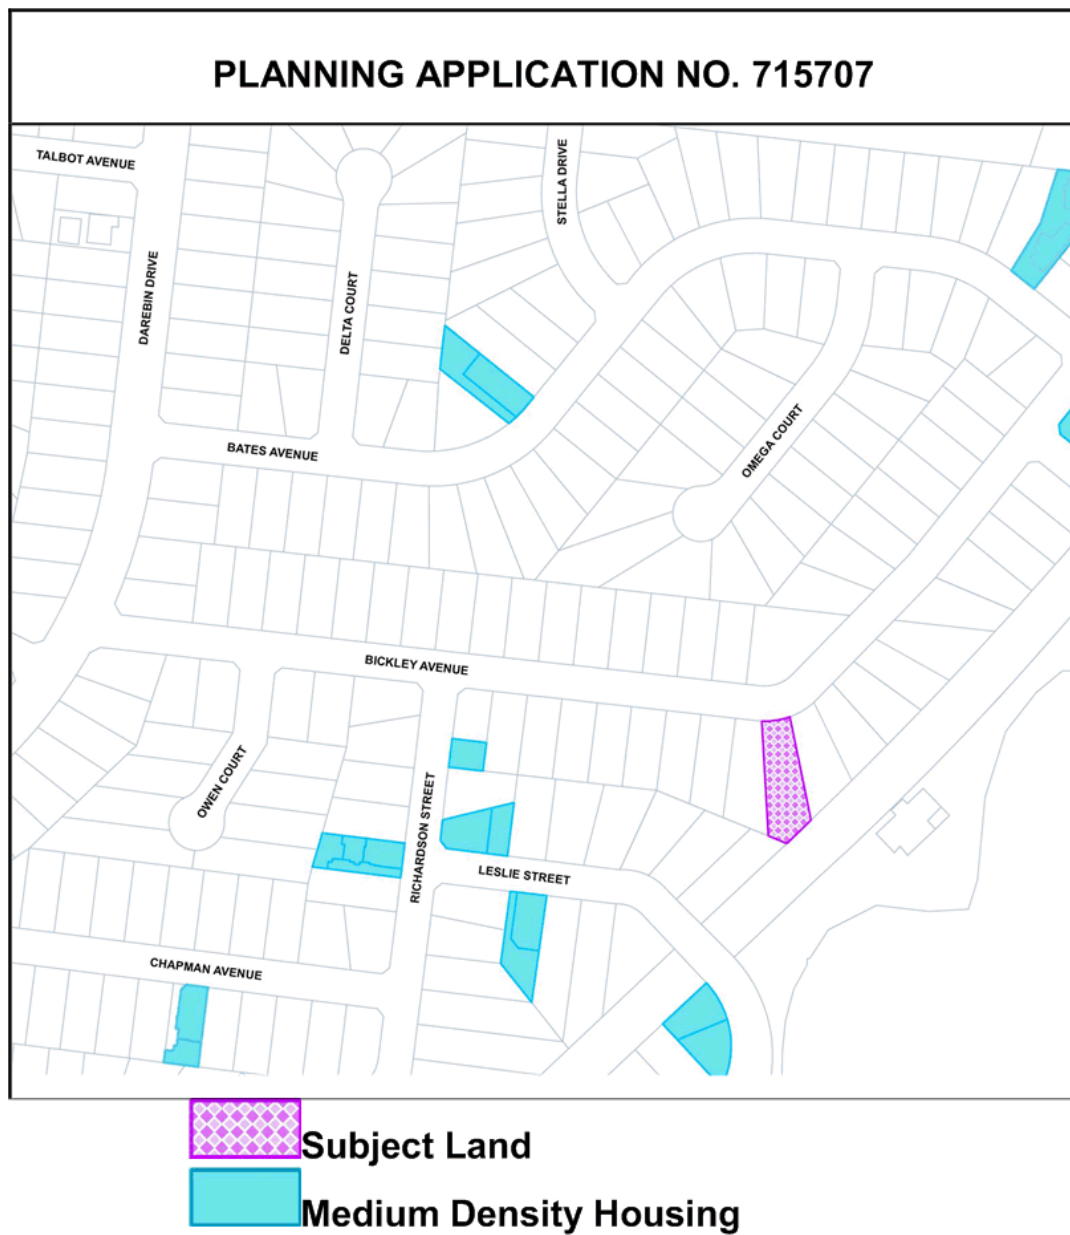 PLANNING APPLICATION NO. 715707
TALBOT AVENUE
STELLA DRIVE
DAREBIN DRIVE
DELTA COURT
OMEGA COURT
BATES AVENUE
BICKLEY AVENUE
OWEN COURT
RICHARDSON STREET
LESLIE STREET
CHAPMAN AVENUE
Subject Land
Medium Density Housing